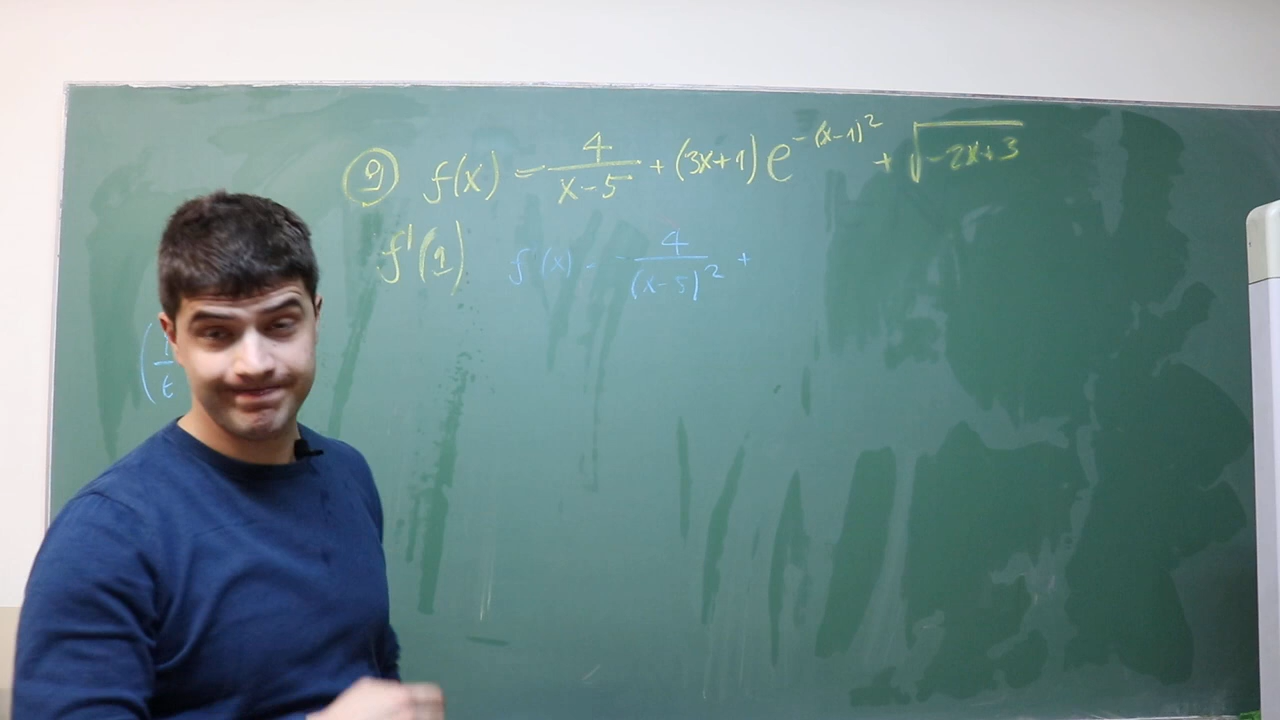 ⑨ f(x) = 4/(x-5) + (3x+1) e^{-(x-1)^2} + √(-2x+3)
f'(1) f'(x) = -4/(x-5)^2 +